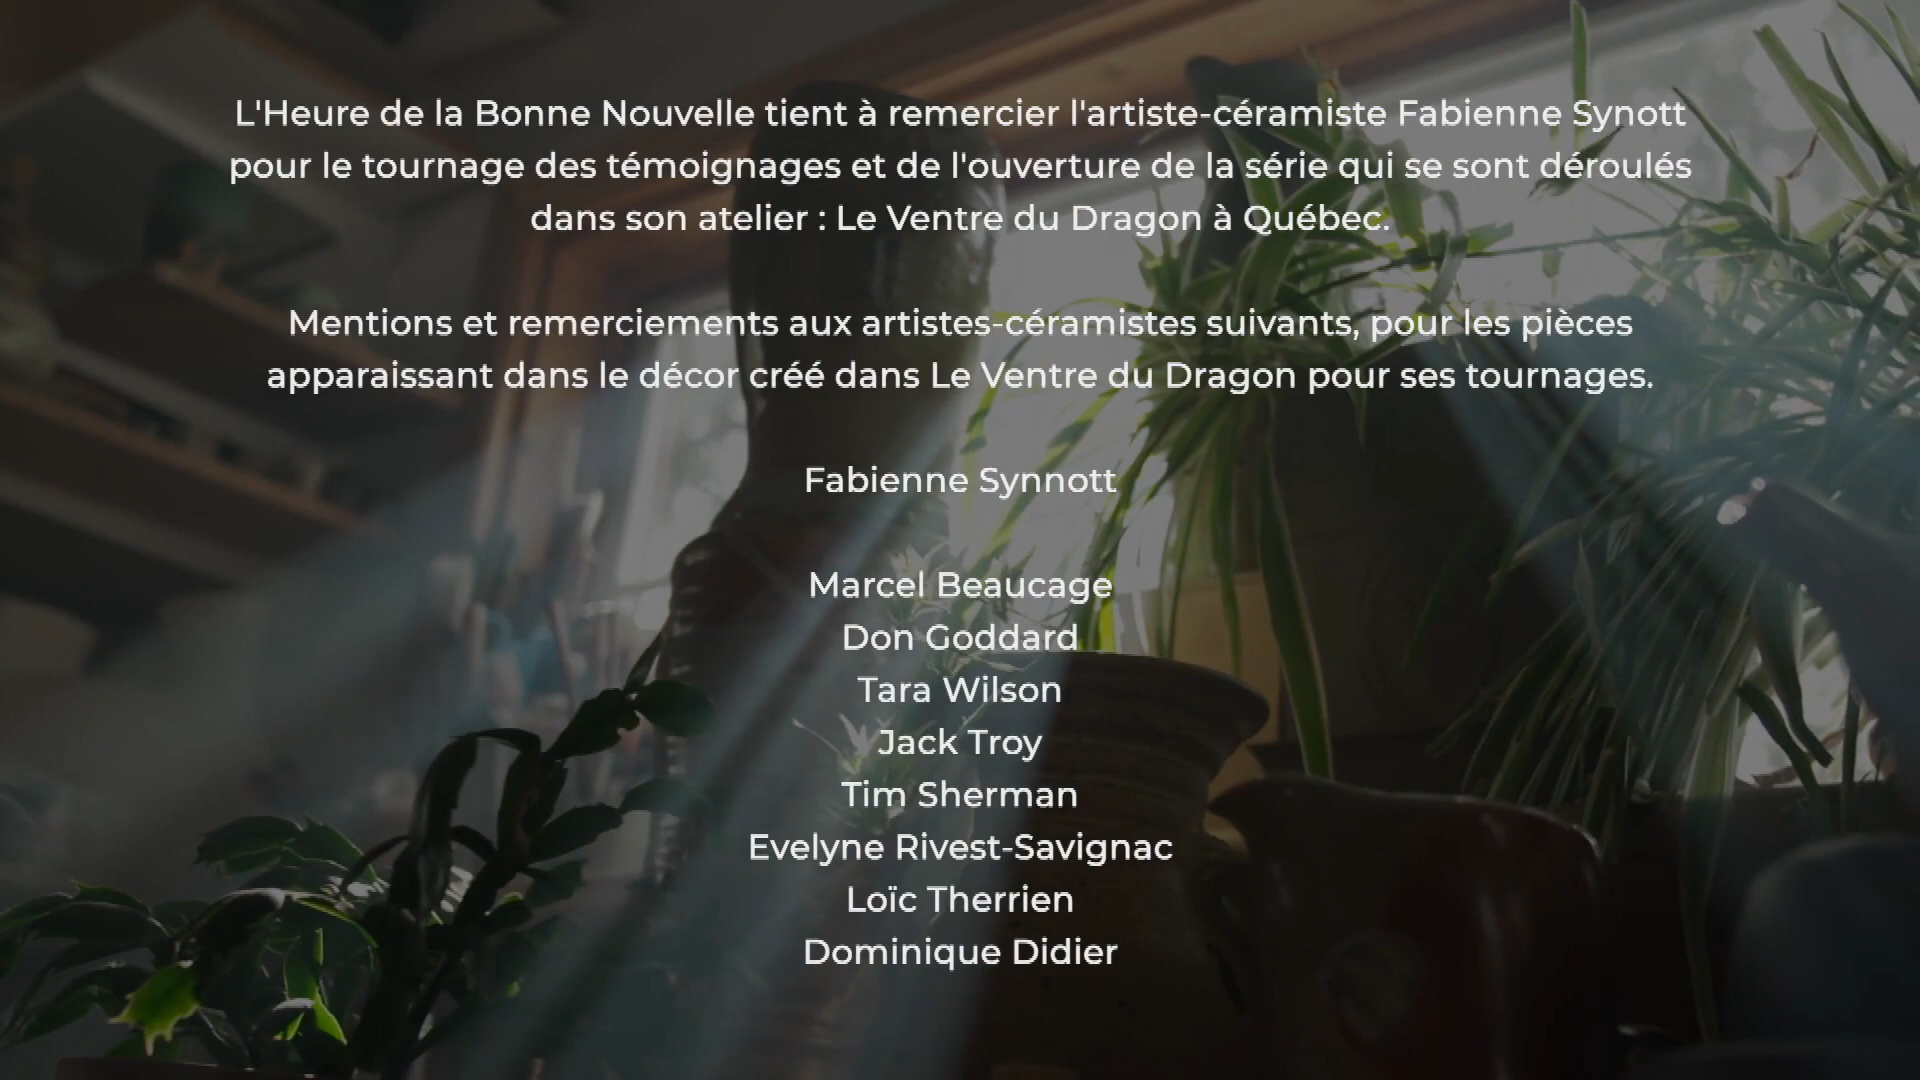 L'Heure de la Bonne Nouvelle tient à remercier l'artiste-céramiste Fabienne Synott
pour le tournage des témoignages et de l'ouverture de la série qui se sont déroulés
dans son atelier : Le Ventre du Dragon à Québec.
Mentions et remerciements aux artistes-céramistes suivants, pour les pièces
apparaissant dans le décor créé dans Le Ventre du Dragon pour ses tournages.
Fabienne Synnott
Marcel Beaucage
Don Goddard
Tara Wilson
Jack Troy
Tim Sherman
Evelyne Rivest-Savignac
Loïc Therrien
Dominique Didier